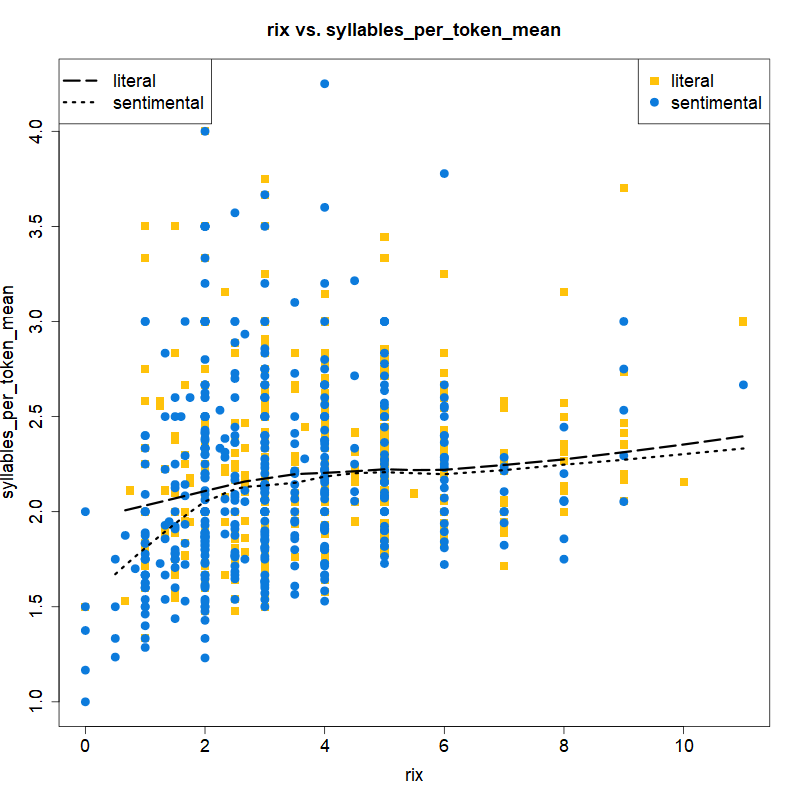 rix vs. syllables_per_token_mean
literal
sentimental
literal
sentimental
syllables_per_token_mean
4.0
3.5
3.0
2.5
2.0
1.5
1.0
0 2 4 6 8 10
rix